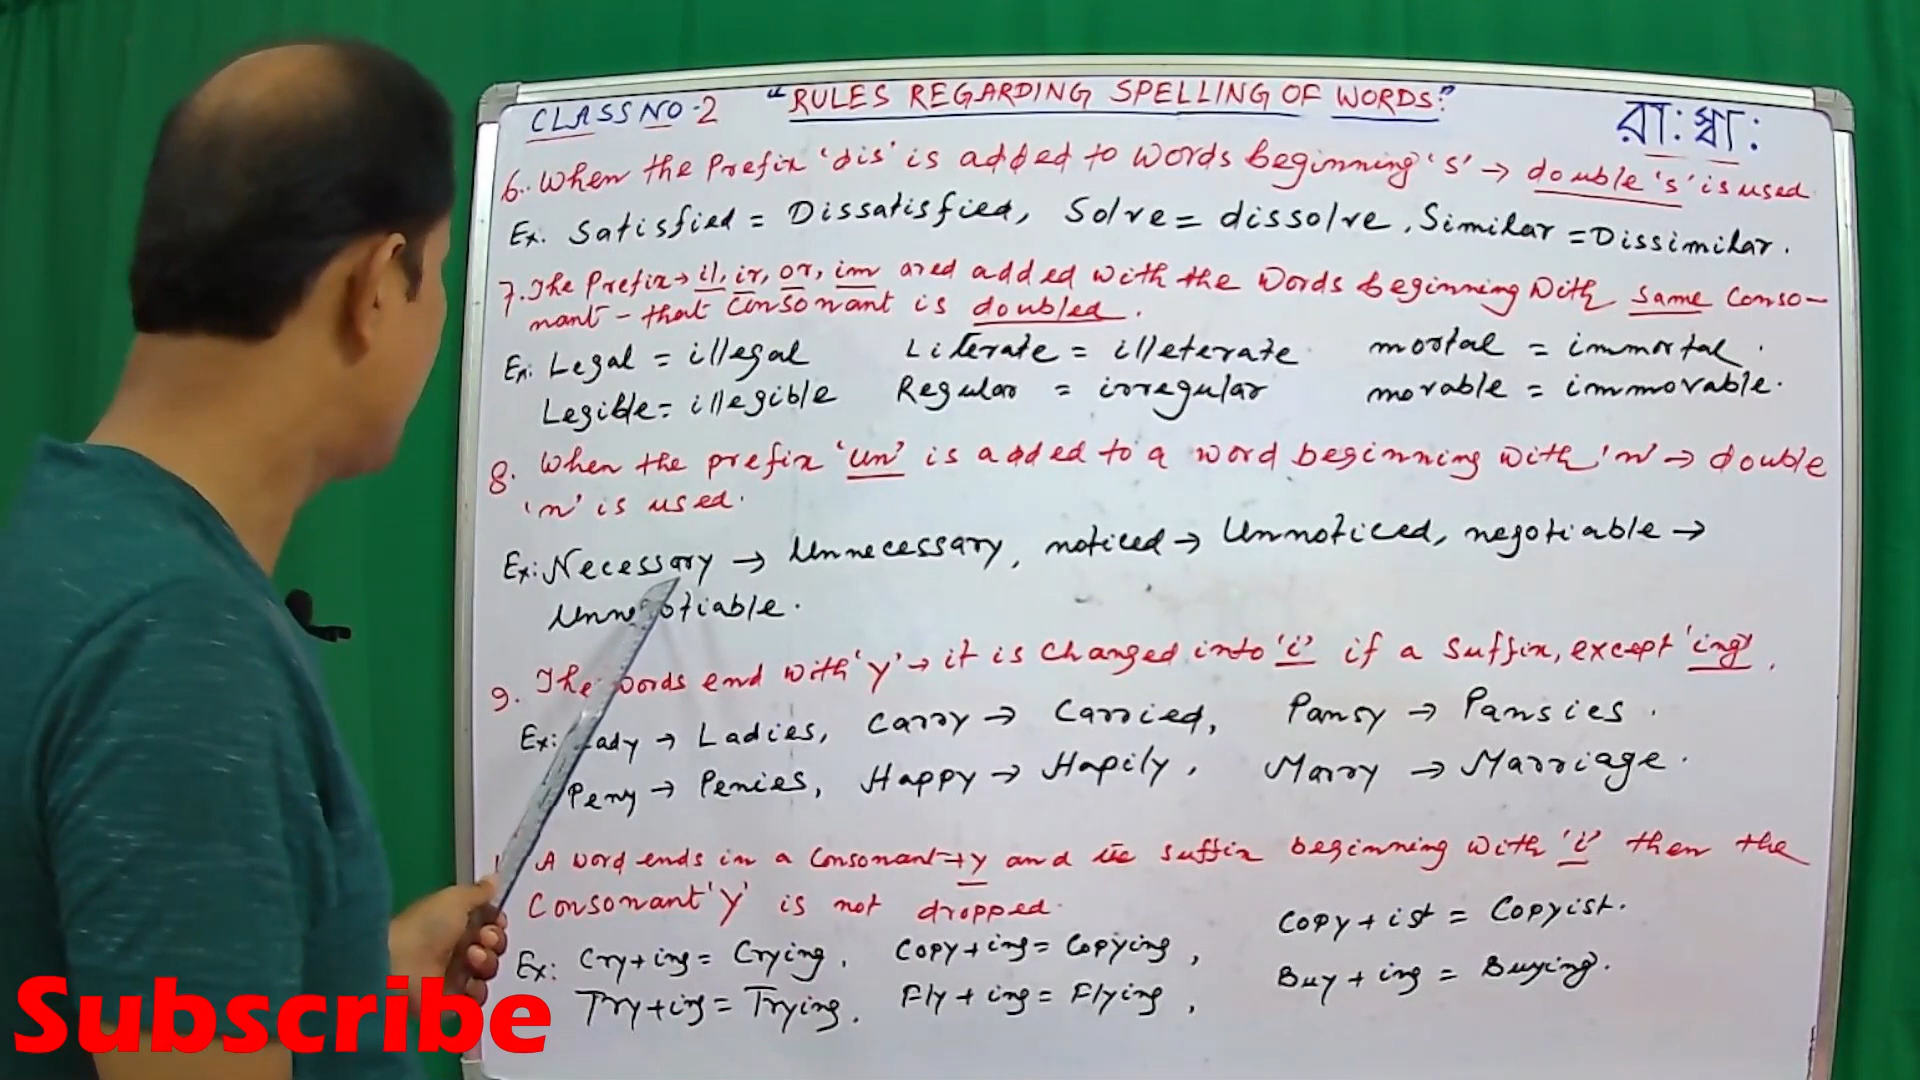 CLASS NO-2 "RULES REGARDING SPELLING OF WORDS." রা: স্বা:
6. When the Prefix 'dis' is added to words beginning 's' → double 's' is used.
Ex. Satisfied = Dissatisfied, Solve = dissolve, Similar = Dissimilar.
7. The Prefix → il, ir, or, im ared added with the words beginning with same conso-
nant - that consonant is doubled.
Ex: Legal = illegal Literate = illeterate mortal = immortal.
Legible = illegible Regular = irregular movable = immovable.
8. When the prefix 'un' is added to a word beginning with 'n' → double
'n' is used.
Ex: Necessary → Unnecessary, noticed → Unnoticed, negotiable →
9. The words end with 'y' → it is changed into 'i' if a suffix, except 'ing'.
Ex: Lady → Ladies, Carry → Carried, Pansy → Pansies.
Peny → Penies, Happy → Hapily, Marry → Marriage.
A word ends in a consonant + y and suffix beginning with 'i' then the
consonant 'y' is not dropped.
Ex: Cry + ing = Crying, Copy + ing = Copying, Copy + ist = Copyist.
Try + ing = Trying. Fly + ing = Flying, Buy + ing = Buying.
Subscribe